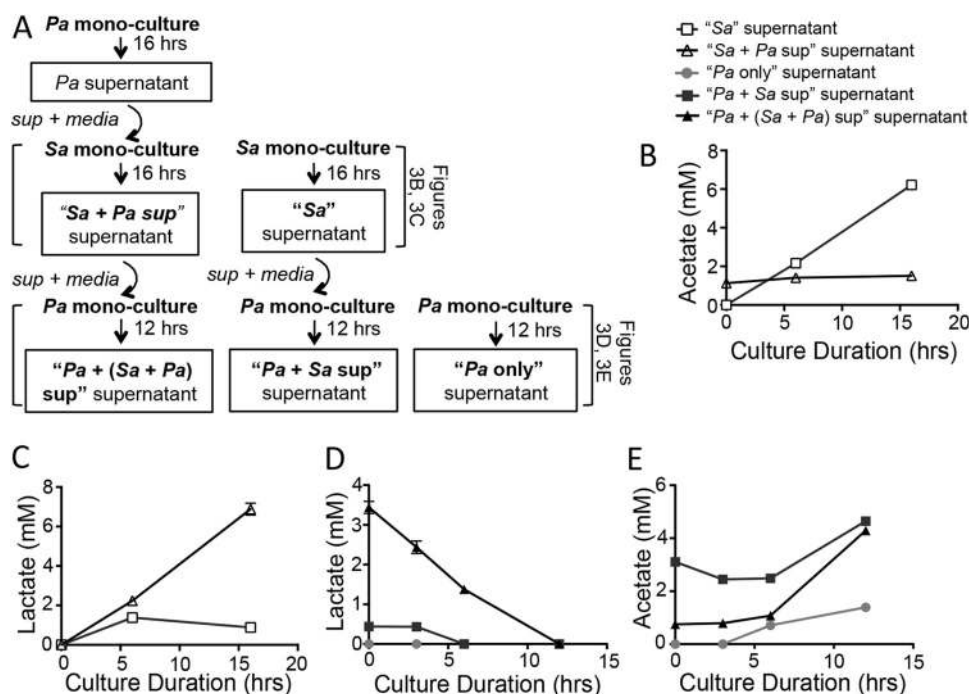 A
Pa mono-culture
16 hrs
Pa supernatant
sup + media
Sa mono-culture
Sa mono-culture
16 hrs
16 hrs
“Sa + Pa sup”
supernatant
“Sa”
supernatant
Figures
3B, 3C
sup + media
sup + media
Pa mono-culture
Pa mono-culture
Pa mono-culture
12 hrs
12 hrs
12 hrs
“Pa + (Sa + Pa)
sup” supernatant
“Pa + Sa sup”
supernatant
“Pa only”
supernatant
Figures
3D, 3E
“Sa” supernatant
“Sa + Pa sup” supernatant
“Pa only” supernatant
“Pa + Sa sup” supernatant
“Pa + (Sa + Pa) sup” supernatant
B
Acetate (mM)
8
6
4
2
0
0 5 10 15 20
Culture Duration (hrs)
C
Lactate (mM)
8
6
4
2
0
0 5 10 15 20
Culture Duration (hrs)
D
Lactate (mM)
4
3
2
1
0
0 5 10 15
Culture Duration (hrs)
E
Acetate (mM)
6
4
2
0
0 5 10 15
Culture Duration (hrs)